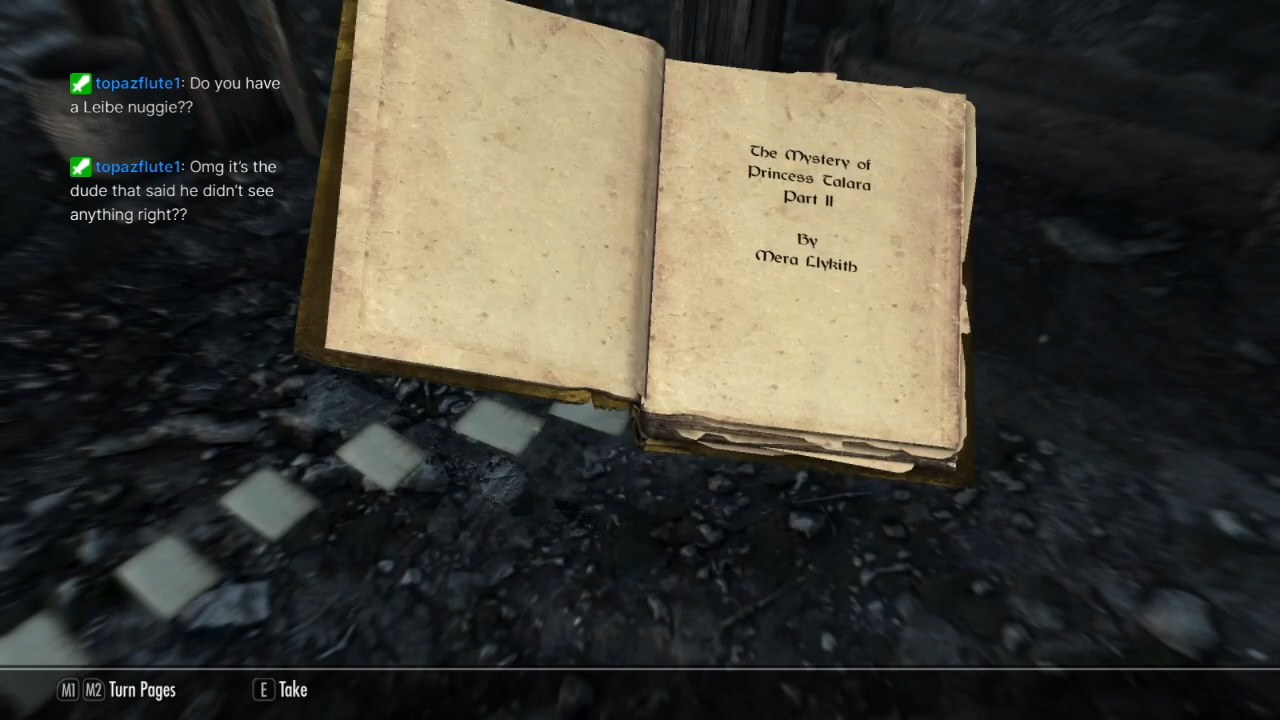 topazflute1: Do you have
a Leibe nuggie??
topazflute1: Omg it's the
dude that said he didn't see
anything right??
The Mystery of
Princess Talara
Part II
By
Mera Llykith
M1 M2 Turn Pages
E Take